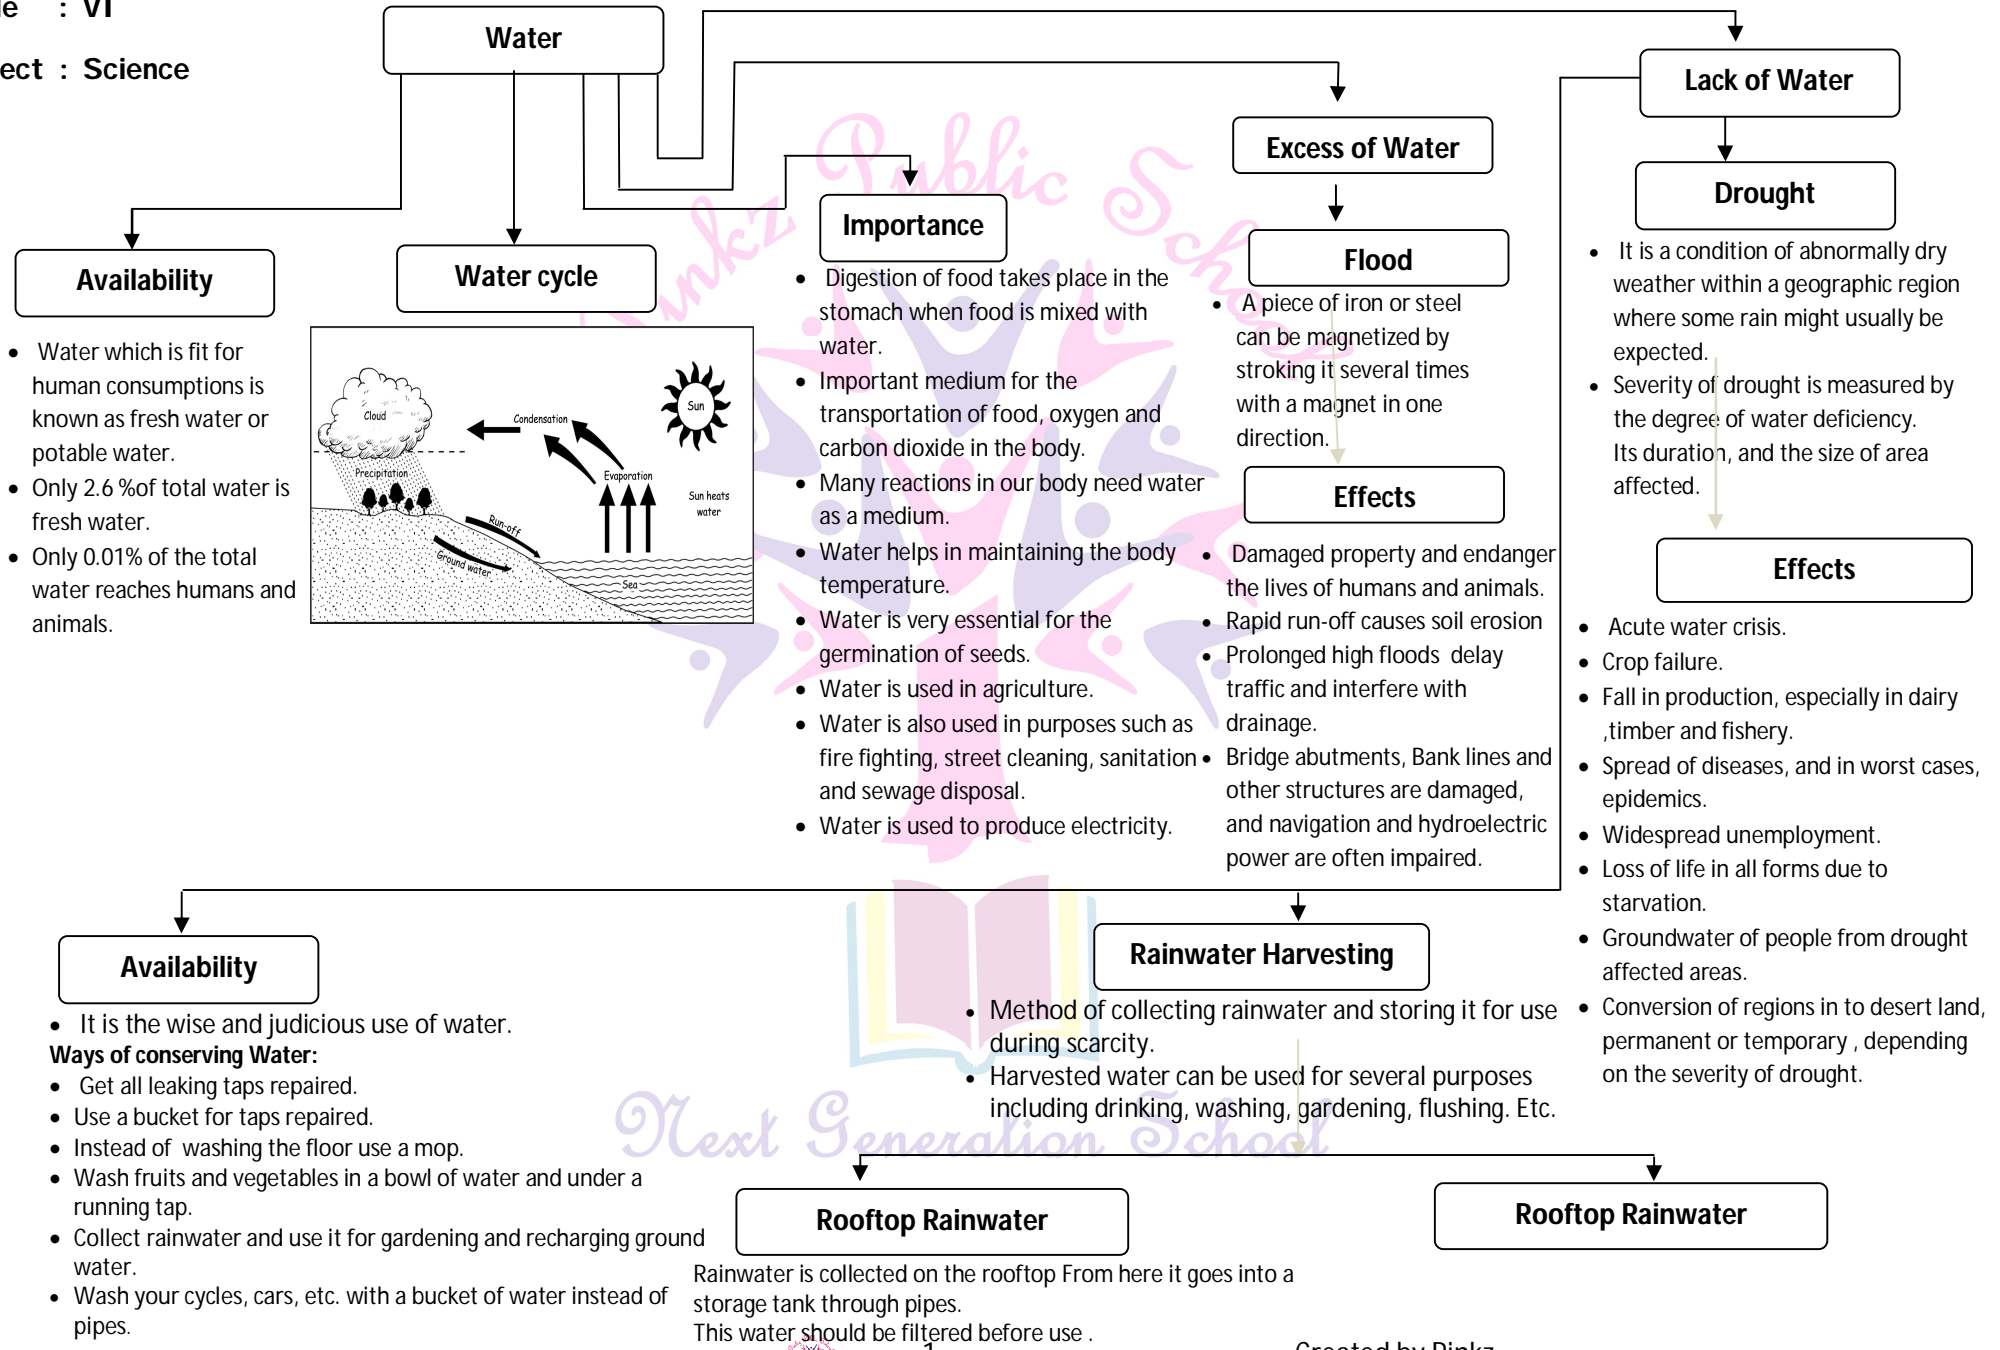 : VI
: Science
Water
Lack of Water
Excess of Water
Drought
Importance
Flood
Availability
Water cycle
Water which is fit for
human consumptions is
known as fresh water or
potable water.
Only 2.6 %of total water is
fresh water.
Only 0.01% of the total
water reaches humans and
animals.
Cloud
Condensation
Sun
Precipitation
Evaporation
Sun heats
water
Run-off
Ground water
Sea
Digestion of food takes place in the
stomach when food is mixed with
water.
Important medium for the
transportation of food, oxygen and
carbon dioxide in the body.
Many reactions in our body need water
as a medium.
Water helps in maintaining the body
temperature.
Water is very essential for the
germination of seeds.
Water is used in agriculture.
Water is also used in purposes such as
fire fighting, street cleaning, sanitation
and sewage disposal.
Water is used to produce electricity.
A piece of iron or steel
can be magnetized by
stroking it several times
with a magnet in one
direction.
Effects
Damaged property and endanger
the lives of humans and animals.
Rapid run-off causes soil erosion
Prolonged high floods delay
traffic and interfere with
drainage.
Bridge abutments, Bank lines and
other structures are damaged,
and navigation and hydroelectric
power are often impaired.
It is a condition of abnormally dry
weather within a geographic region
where some rain might usually be
expected.
Severity of drought is measured by
the degree of water deficiency.
Its duration, and the size of area
affected.
Effects
Acute water crisis.
Crop failure.
Fall in production, especially in dairy
,timber and fishery.
Spread of diseases, and in worst cases,
epidemics.
Widespread unemployment.
Loss of life in all forms due to
starvation.
Groundwater of people from drought
affected areas.
Conversion of regions in to desert land,
permanent or temporary , depending
on the severity of drought.
Availability
It is the wise and judicious use of water.
Ways of conserving Water:
Get all leaking taps repaired.
Use a bucket for taps repaired.
Instead of washing the floor use a mop.
Wash fruits and vegetables in a bowl of water and under a
running tap.
Collect rainwater and use it for gardening and recharging ground
water.
Wash your cycles, cars, etc. with a bucket of water instead of
pipes.
Rainwater Harvesting
Method of collecting rainwater and storing it for use
during scarcity.
Harvested water can be used for several purposes
including drinking, washing, gardening, flushing. Etc.
Rooftop Rainwater
Rainwater is collected on the rooftop From here it goes into a
storage tank through pipes.
This water should be filtered before use .
Rooftop Rainwater
Public School
Next Generation School
1
Created by Pinkz